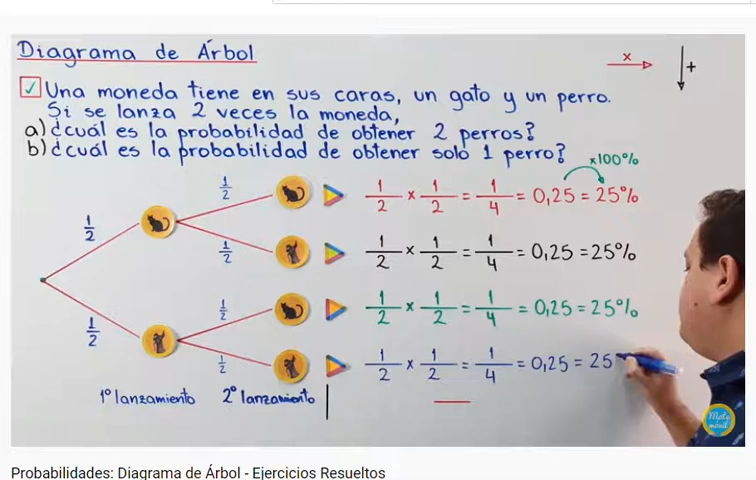 Diagrama de Árbol
x
+
Una moneda tiene en sus caras, un gato y un perro.
Si se lanza 2 veces la moneda,
a) ¿cuál es la probabilidad de obtener 2 perros?
b) ¿cuál es la probabilidad de obtener solo 1 perro?
x100%
1/2 1/2 1/2 x 1/2 = 1/4 = 0,25 = 25%
1/2 1/2 x 1/2 = 1/4 = 0,25 = 25%
1/2 1/2 1/2 x 1/2 = 1/4 = 0,25 = 25%
1/2 1/2 x 1/2 = 1/4 = 0,25 = 25
1º lanzamiento 2º lanzamiento
Mate
móvil
Probabilidades: Diagrama de Árbol - Ejercicios Resueltos